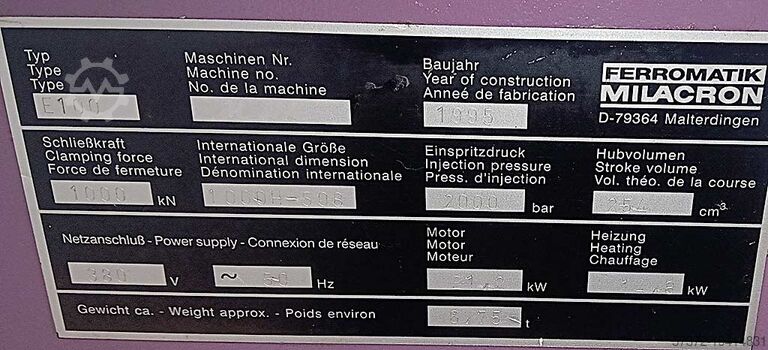 Typ
Type
Type
E100
Maschinen Nr.
Machine no.
No. de la machine
Baujahr
Year of construction
Anneé de fabrication
1995
FERROMATIK
MILACRON
D-79364 Malterdingen
Schließkraft
Clamping force
Force de fermeture
1000 kN
Internationale Größe
International dimension
Dénomination internationale
Einspritzdruck
Injection pressure
Press. d'injection
2000 bar
Hubvolumen
Stroke volume
Vol. théo. de la course
254 cm³
Netzanschluß - Power supply - Connexion de réseau
380 V
~ 50 Hz
Motor
Motor
Moteur
kW
Heizung
Heating
Chauffage
kW
Gewicht ca. - Weight approx. - Poids environ
t